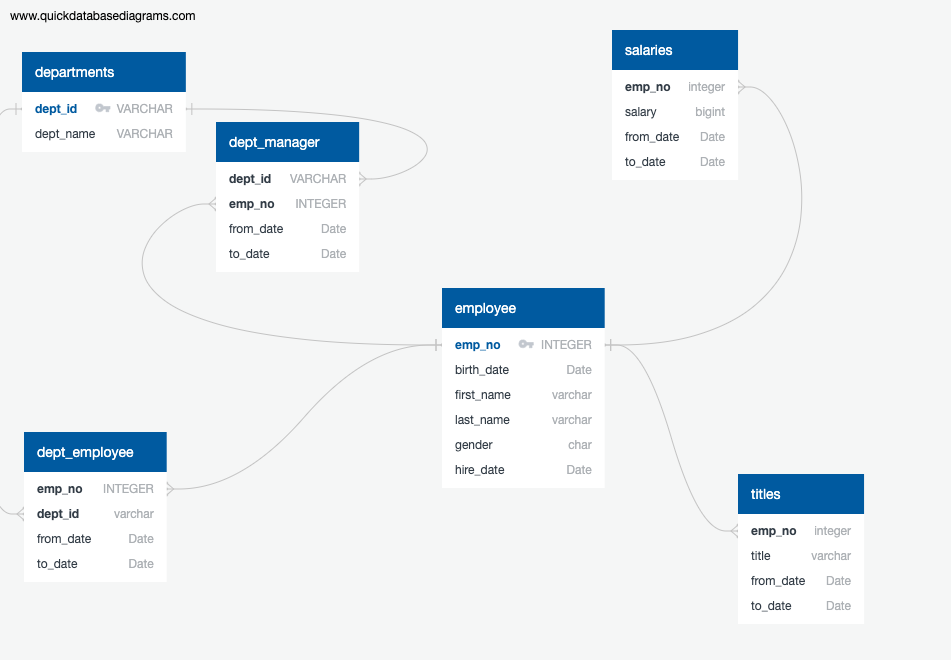 www.quickdatabasediagrams.com
departments
dept_id VARCHAR
dept_name VARCHAR
dept_manager
dept_id VARCHAR
emp_no INTEGER
from_date Date
to_date Date
salaries
emp_no integer
salary bigint
from_date Date
to_date Date
employee
emp_no INTEGER
birth_date Date
first_name varchar
last_name varchar
gender char
hire_date Date
dept_employee
emp_no INTEGER
dept_id varchar
from_date Date
to_date Date
titles
emp_no integer
title varchar
from_date Date
to_date Date